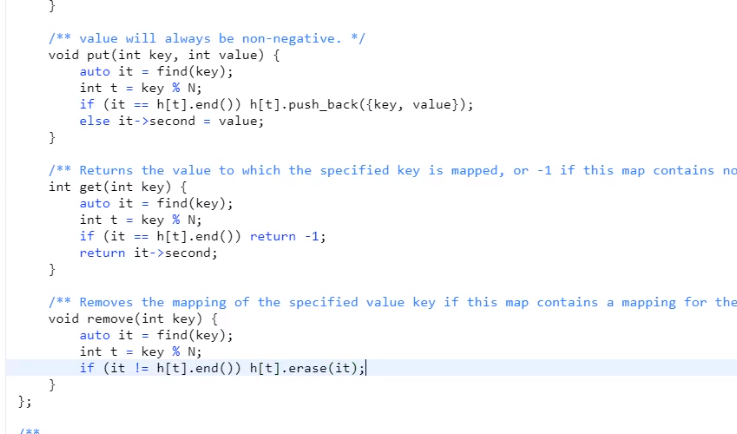 }
/** value will always be non-negative. */
void put(int key, int value) {
auto it = find(key);
int t = key % N;
if (it == h[t].end()) h[t].push_back({key, value});
else it->second = value;
}
/** Returns the value to which the specified key is mapped, or -1 if this map contains no
int get(int key) {
auto it = find(key);
int t = key % N;
if (it == h[t].end()) return -1;
return it->second;
}
/** Removes the mapping of the specified value key if this map contains a mapping for the
void remove(int key) {
auto it = find(key);
int t = key % N;
if (it != h[t].end()) h[t].erase(it);
}
};
/**